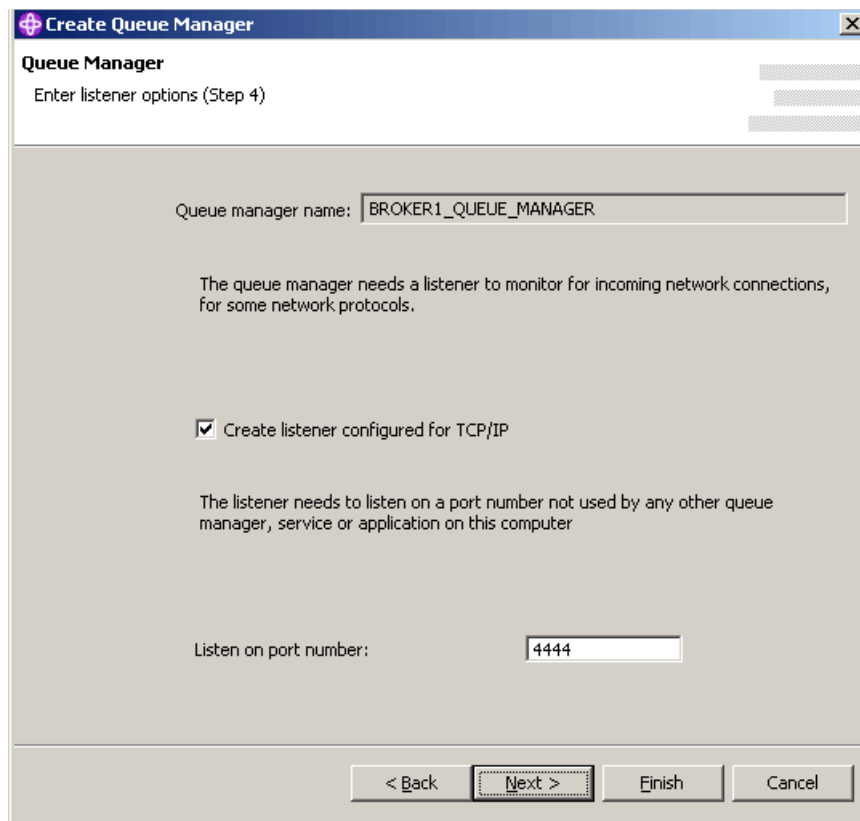 Create Queue Manager
Queue Manager
Enter listener options (Step 4)
Queue manager name: BROKER1_QUEUE_MANAGER
The queue manager needs a listener to monitor for incoming network connections,
for some network protocols.
Create listener configured for TCP/IP
The listener needs to listen on a port number not used by any other queue
manager, service or application on this computer
Listen on port number: 4444
< Back Next > Finish Cancel